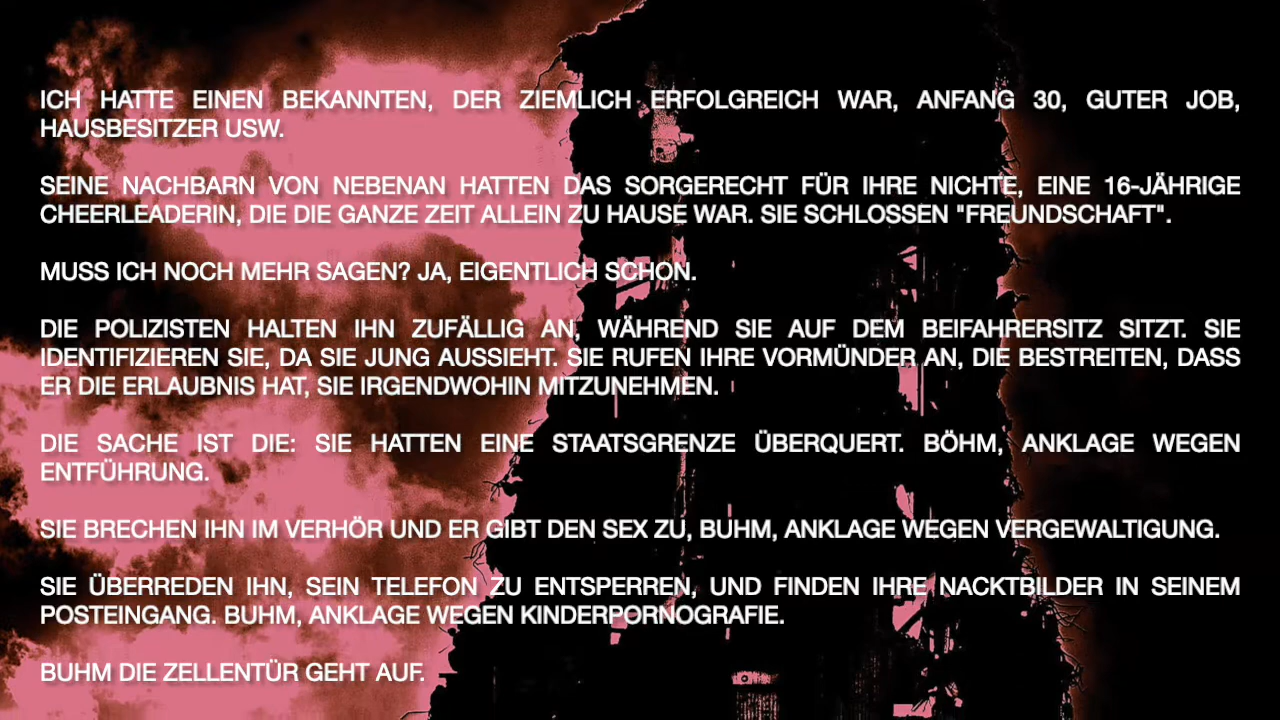 ICH HATTE EINEN BEKANNTEN, DER ZIEMLICH ERFOLGREICH WAR, ANFANG 30, GUTER JOB,
HAUSBESITZER USW.
SEINE NACHBARN VON NEBENAN HATTEN DAS SORGERECHT FÜR IHRE NICHTE, EINE 16-JÄHRIGE
CHEERLEADERIN, DIE DIE GANZE ZEIT ALLEIN ZU HAUSE WAR. SIE SCHLOSSEN "FREUNDSCHAFT".
MUSS ICH NOCH MEHR SAGEN? JA, EIGENTLICH SCHON.
DIE POLIZISTEN HALTEN IHN ZUFÄLLIG AN, WÄHREND SIE AUF DEM BEIFAHRERSITZ SITZT. SIE
IDENTIFIZIEREN SIE, DA SIE JUNG AUSSIEHT. SIE RUFEN IHRE VORMÜNDER AN, DIE BESTREITEN, DASS
ER DIE ERLAUBNIS HAT, SIE IRGENDWOHIN MITZUNEHMEN.
DIE SACHE IST DIE: SIE HATTEN EINE STAATSGRENZE ÜBERQUERT. BÖHM, ANKLAGE WEGEN
ENTFÜHRUNG.
SIE BRECHEN IHN IM VERHÖR UND ER GIBT DEN SEX ZU, BUHM, ANKLAGE WEGEN VERGEWALTIGUNG.
SIE ÜBERREDEN IHN, SEIN TELEFON ZU ENTSPERREN, UND FINDEN IHRE NACKTBILDER IN SEINEM
POSTEINGANG. BUHM, ANKLAGE WEGEN KINDERPORNOGRAFIE.
BUHM DIE ZELLENTÜR GEHT AUF.